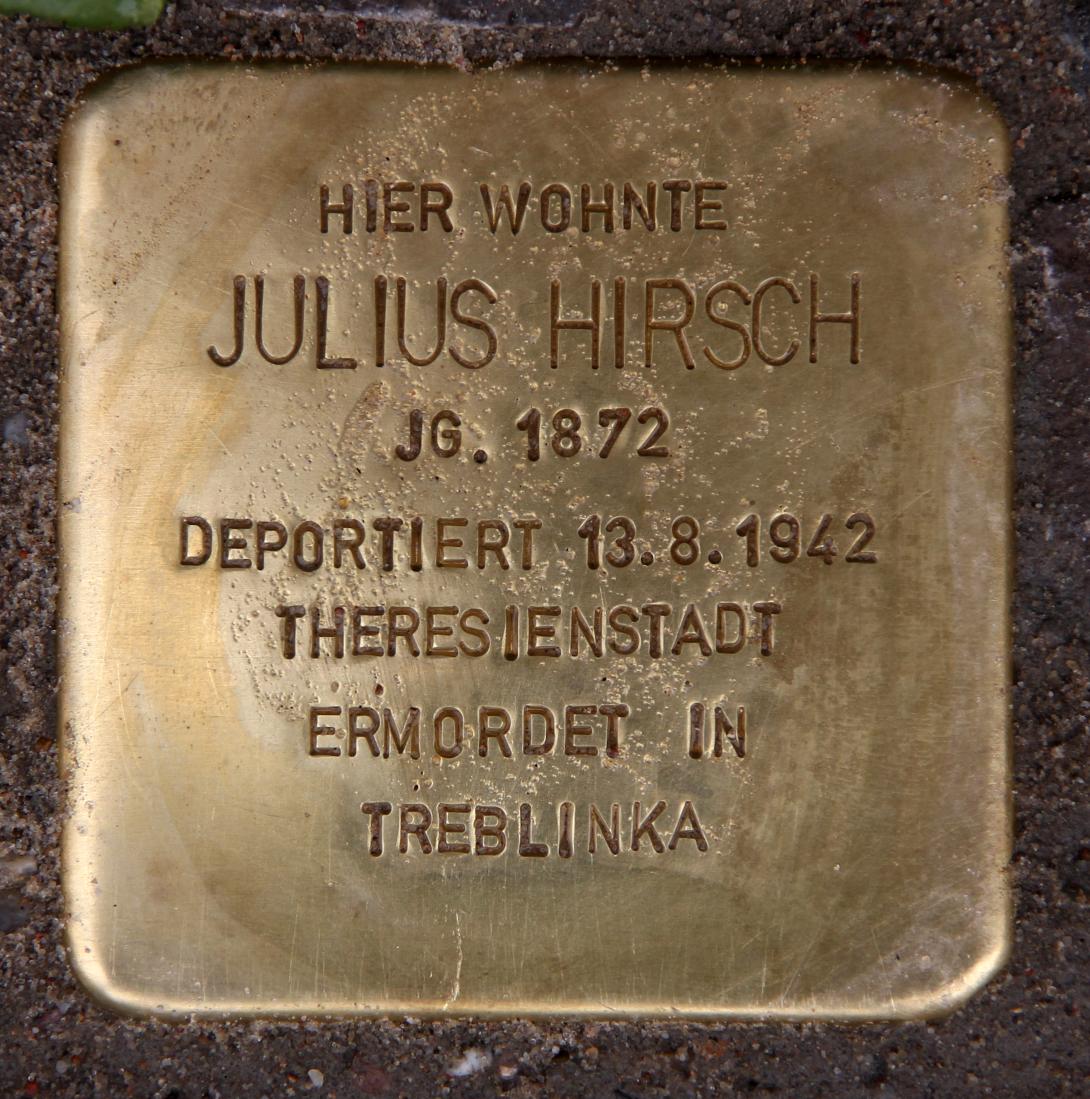 HIER WOHNTE
JULIUS HIRSCH
JG. 1872
DEPORTIERT 13.8.1942
THERESIENSTADT
ERMORDET IN
TREBLINKA